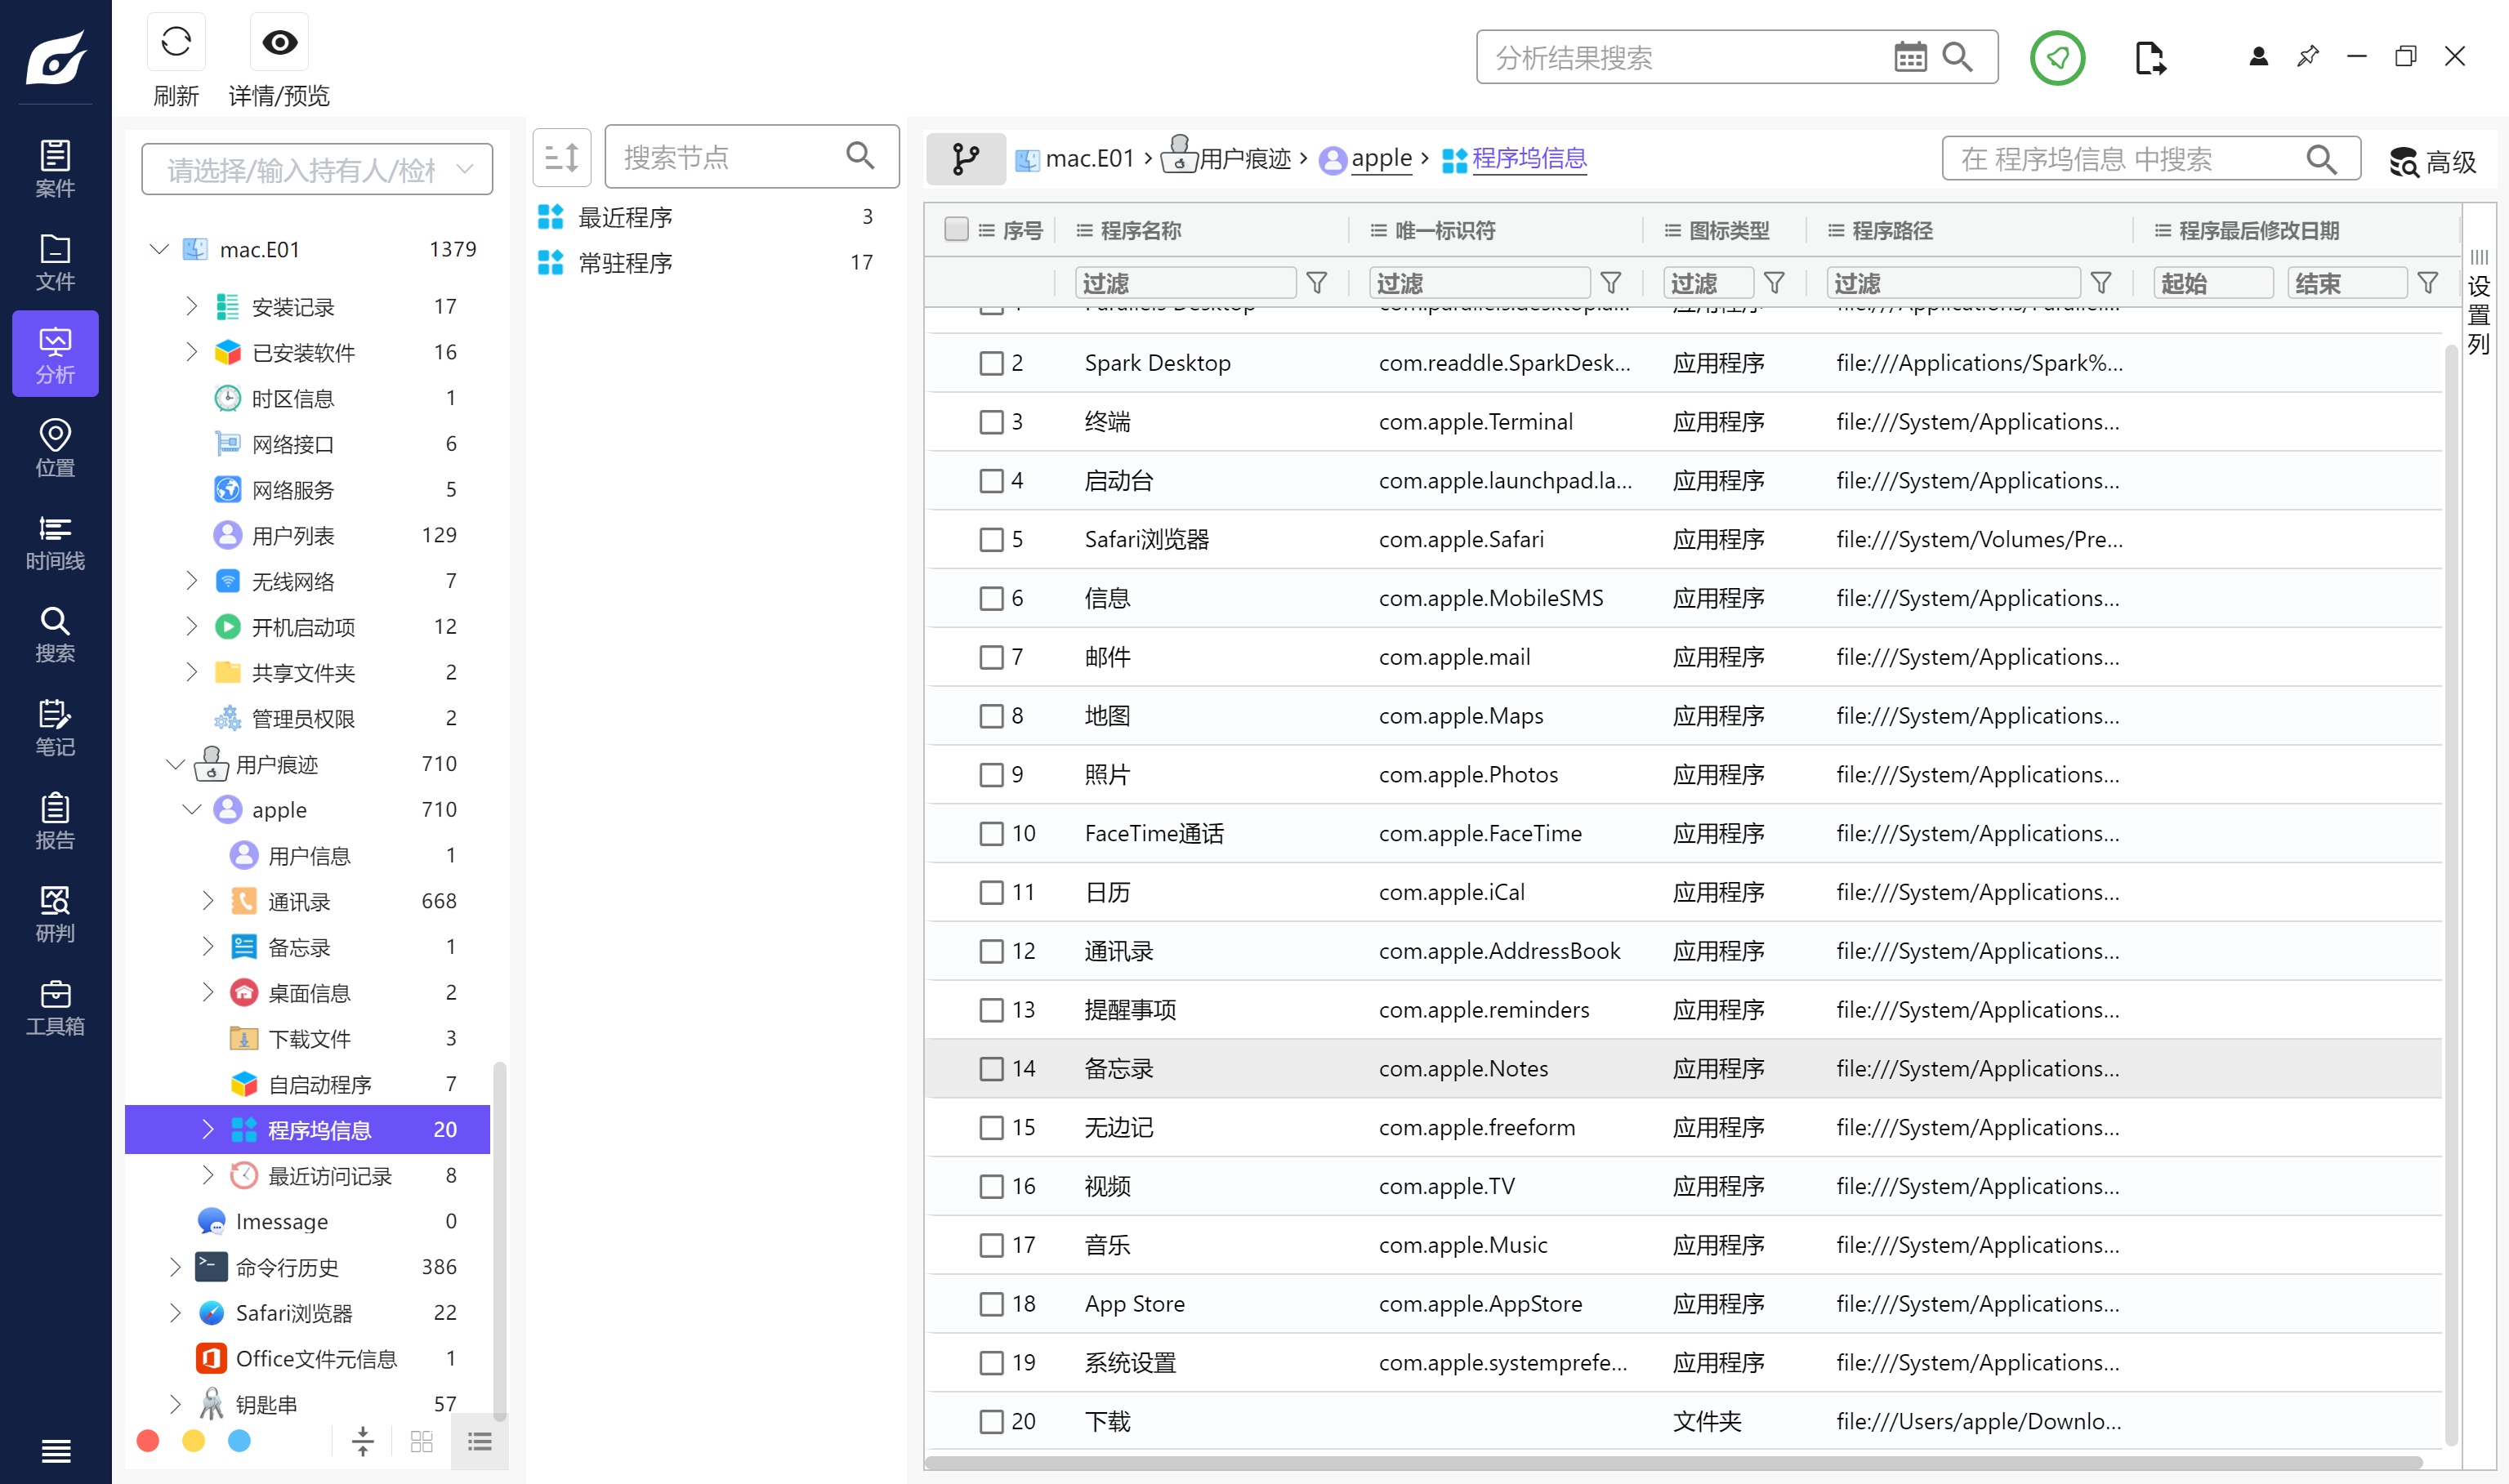 刷新
详情/预览
分析结果搜索
案件
文件
分析
位置
时间线
搜索
笔记
报告
研判
工具箱
请选择/输入持有人/检材
mac.E01 1379
安装记录 17
已安装软件 16
时区信息 1
网络接口 6
网络服务 5
用户列表 129
无线网络 7
开机启动项 12
共享文件夹 2
管理员权限 2
用户痕迹 710
apple 710
用户信息 1
通讯录 668
备忘录 1
桌面信息 2
下载文件 3
自启动程序 7
程序坞信息 20
最近访问记录 8
Imessage 0
命令行历史 386
Safari浏览器 22
Office文件元信息 1
钥匙串 57
搜索节点
最近程序 3
常驻程序 17
mac.E01 › 用户痕迹 › apple › 程序坞信息
在 程序坞信息 中搜索
高级
序号 程序名称 唯一标识符 图标类型 程序路径 程序最后修改日期
过滤 过滤 过滤 过滤 起始 结束
设置列
1 Parallels Desktop com.parallels.desktop.a... 应用程序 file:///Applications/Parallel...
2 Spark Desktop com.readdle.SparkDesk... 应用程序 file:///Applications/Spark%...
3 终端 com.apple.Terminal 应用程序 file:///System/Applications...
4 启动台 com.apple.launchpad.la... 应用程序 file:///System/Applications...
5 Safari浏览器 com.apple.Safari 应用程序 file:///System/Volumes/Pre...
6 信息 com.apple.MobileSMS 应用程序 file:///System/Applications...
7 邮件 com.apple.mail 应用程序 file:///System/Applications...
8 地图 com.apple.Maps 应用程序 file:///System/Applications...
9 照片 com.apple.Photos 应用程序 file:///System/Applications...
10 FaceTime通话 com.apple.FaceTime 应用程序 file:///System/Applications...
11 日历 com.apple.iCal 应用程序 file:///System/Applications...
12 通讯录 com.apple.AddressBook 应用程序 file:///System/Applications...
13 提醒事项 com.apple.reminders 应用程序 file:///System/Applications...
14 备忘录 com.apple.Notes 应用程序 file:///System/Applications...
15 无边记 com.apple.freeform 应用程序 file:///System/Applications...
16 视频 com.apple.TV 应用程序 file:///System/Applications...
17 音乐 com.apple.Music 应用程序 file:///System/Applications...
18 App Store com.apple.AppStore 应用程序 file:///System/Applications...
19 系统设置 com.apple.systemprefe... 应用程序 file:///System/Applications...
20 下载 文件夹 file:///Users/apple/Downlo...